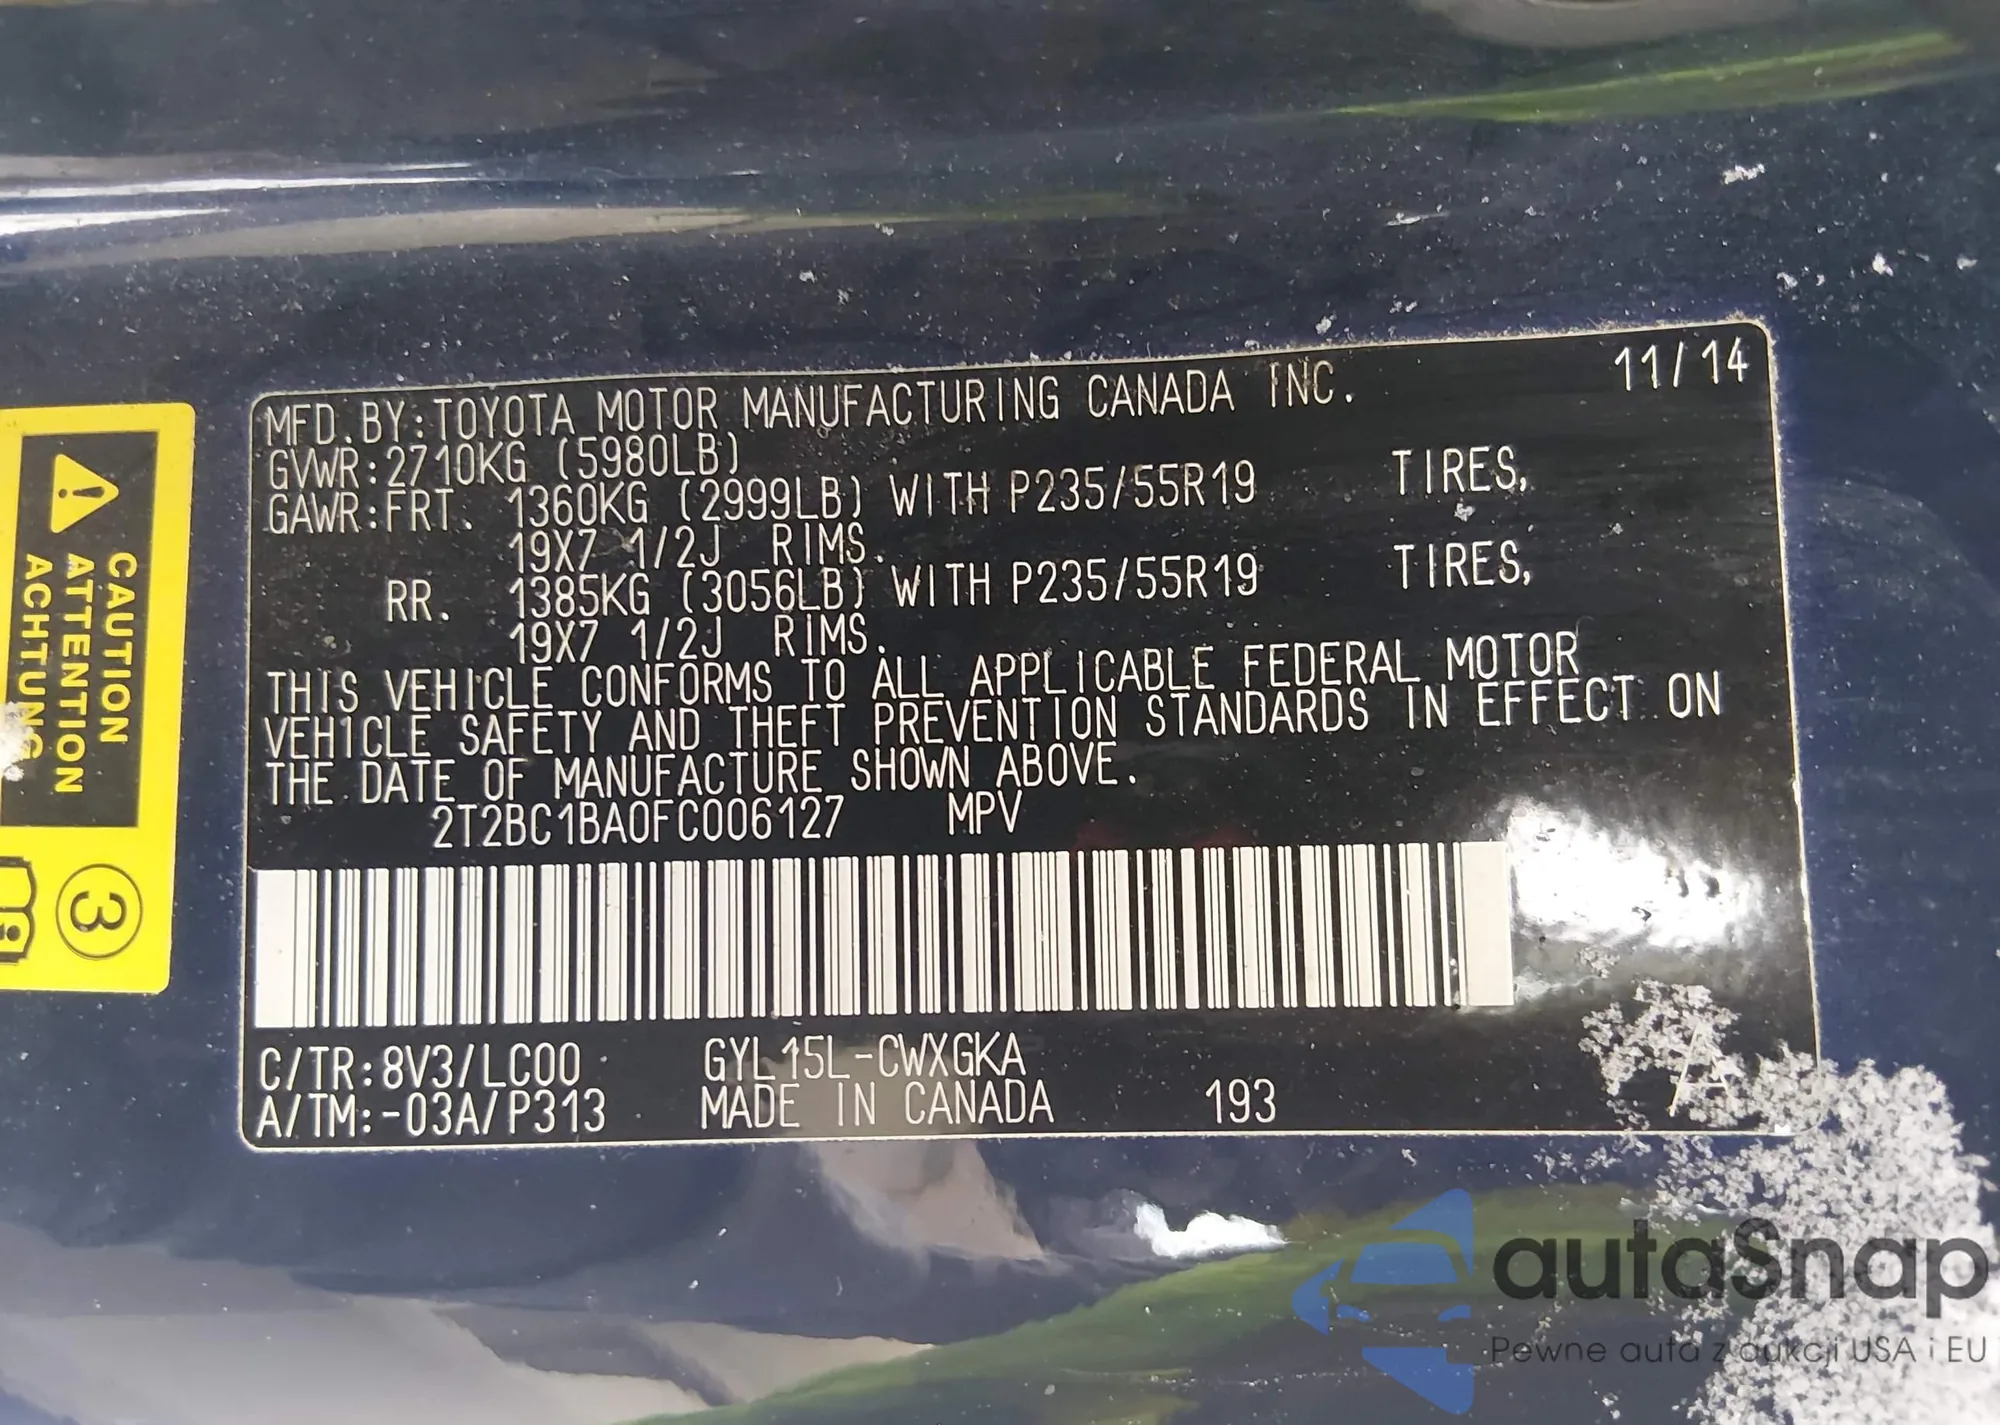 MFD. BY: TOYOTA MOTOR MANUFACTURING CANADA INC. 11/14
GVWR: 2710KG (5980LB)
GAWR: FRT. 1360KG (2999LB) WITH P235/55R19 TIRES,
19X7 1/2J RIMS.
RR. 1385KG (3056LB) WITH P235/55R19 TIRES,
19X7 1/2J RIMS.
THIS VEHICLE CONFORMS TO ALL APPLICABLE FEDERAL MOTOR
VEHICLE SAFETY AND THEFT PREVENTION STANDARDS IN EFFECT ON
THE DATE OF MANUFACTURE SHOWN ABOVE.
2T2BC1BA0FC006127 MPV
C/TR: 8V3/LC00 GYL15L-CWXGKA
A/TM: -03A/P313 MADE IN CANADA 193 A
CAUTION
ATTENTION
ACHTUNG
3
autaSnap
Pewne auta z aukcji USA i EU